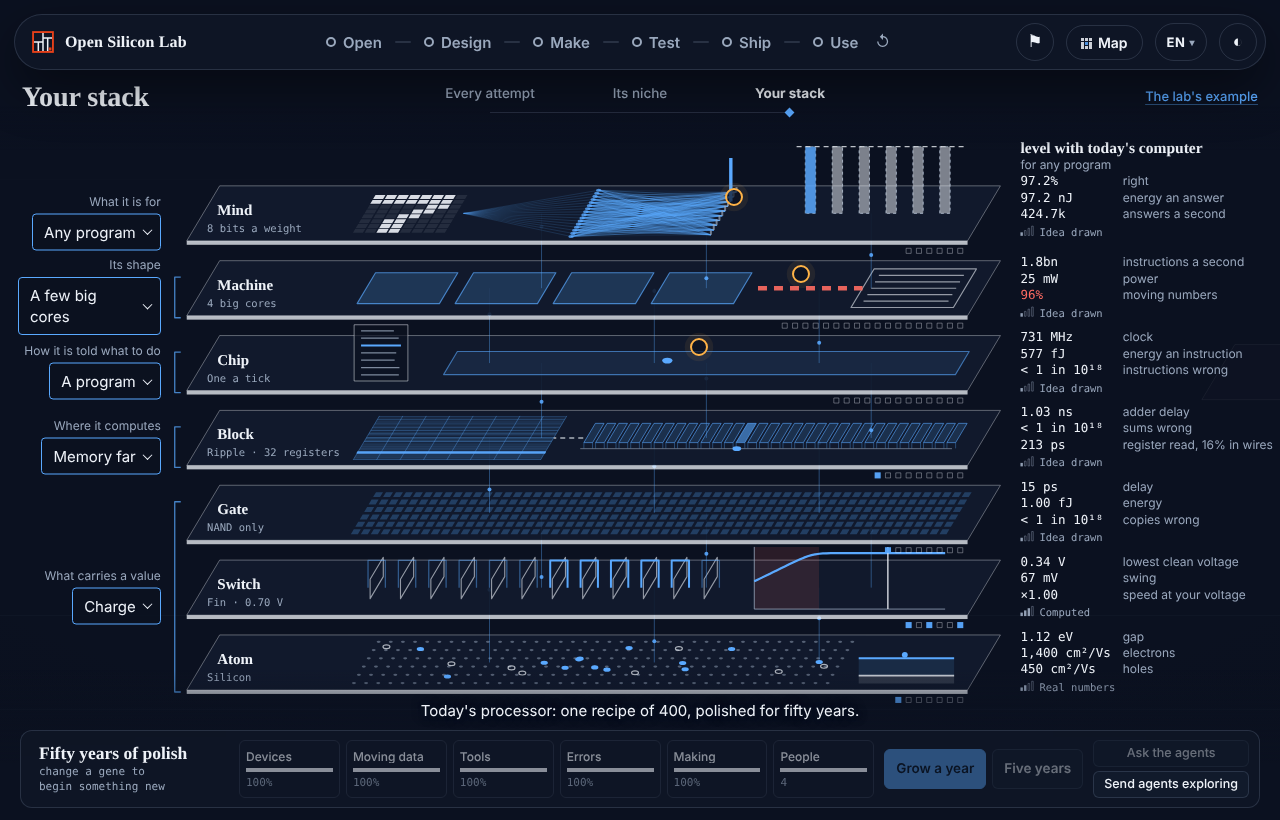 Open Silicon Lab
Open
Design
Make
Test
Ship
Use
Map
EN
Your stack
Every attempt
Its niche
Your stack
The lab's example
What it is for
Any program
Its shape
A few big
cores
How it is told what to do
A program
Where it computes
Memory far
What carries a value
Charge
Mind
8 bits a weight
Machine
4 big cores
Chip
One a tick
Block
Ripple · 32 registers
Gate
NAND only
Switch
Fin · 0.70 V
Atom
Silicon
level with today's computer
for any program
97.2% right
97.2 nJ energy an answer
424.7k answers a second
Idea drawn
1.8bn instructions a second
25 mW power
96% moving numbers
Idea drawn
731 MHz clock
577 fJ energy an instruction
< 1 in 10¹⁸ instructions wrong
Idea drawn
1.03 ns adder delay
< 1 in 10¹⁸ sums wrong
213 ps register read, 16% in wires
Idea drawn
15 ps delay
1.00 fJ energy
< 1 in 10¹⁸ copies wrong
Idea drawn
0.34 V lowest clean voltage
67 mV swing
×1.00 speed at your voltage
Computed
1.12 eV gap
1,400 cm²/Vs electrons
450 cm²/Vs holes
Real numbers
Today's processor: one recipe of 400, polished for fifty years.
Fifty years of polish
change a gene to
begin something new
Devices
100%
Moving data
100%
Tools
100%
Errors
100%
Making
100%
People
4
Grow a year
Five years
Ask the agents
Send agents exploring